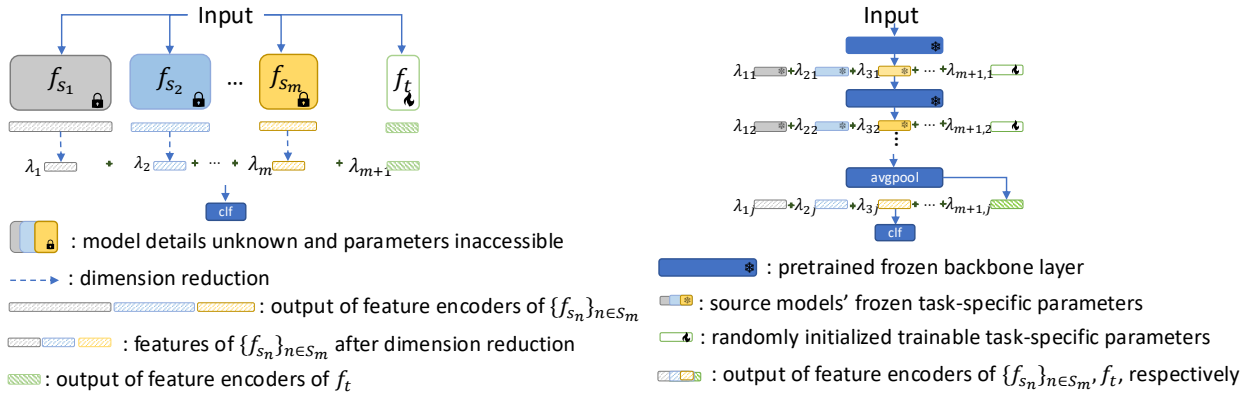 Input
f_{s_1} f_{s_2} ... f_{s_m} f_t
λ_1 + λ_2 + ... + λ_m + λ_{m+1}
clf
: model details unknown and parameters inaccessible
: dimension reduction
: output of feature encoders of {f_{s_n}}_{n∈S_m}
: features of {f_{s_n}}_{n∈S_m} after dimension reduction
: output of feature encoders of f_t
Input
λ_{11} +λ_{21} +λ_{31} + ... +λ_{m+1,1}
λ_{12} +λ_{22} +λ_{32} + ... +λ_{m+1,2}
⋮
avgpool
λ_{1j} +λ_{2j} +λ_{3j} + ... +λ_{m+1,j}
clf
: pretrained frozen backbone layer
: source models' frozen task-specific parameters
: randomly initialized trainable task-specific parameters
: output of feature encoders of {f_{s_n}}_{n∈S_m}, f_t, respectively